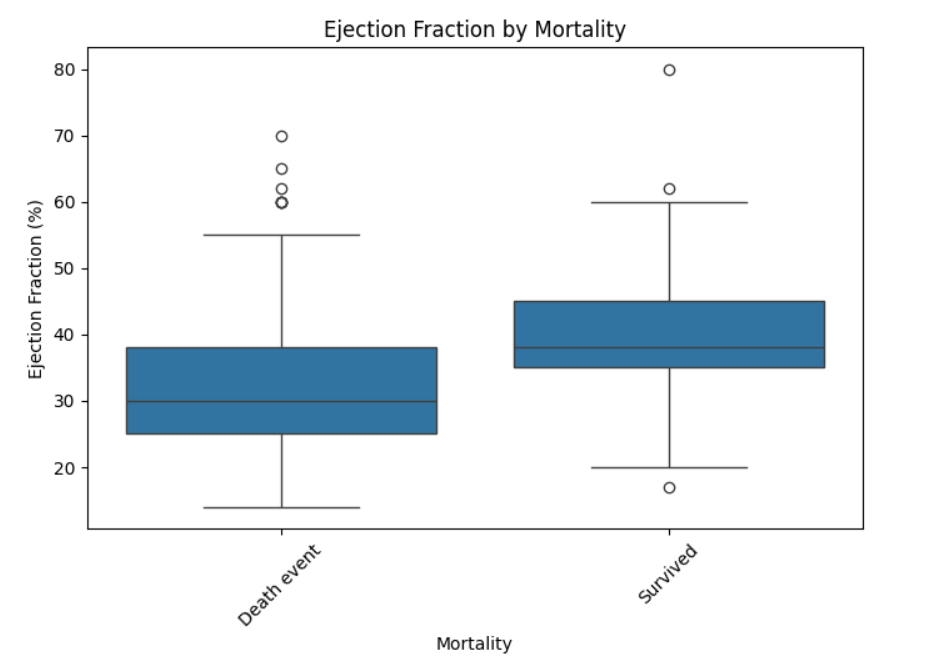 Ejection Fraction by Mortality
Ejection Fraction (%)
80
70
60
50
40
30
20
Death event
Survived
Mortality